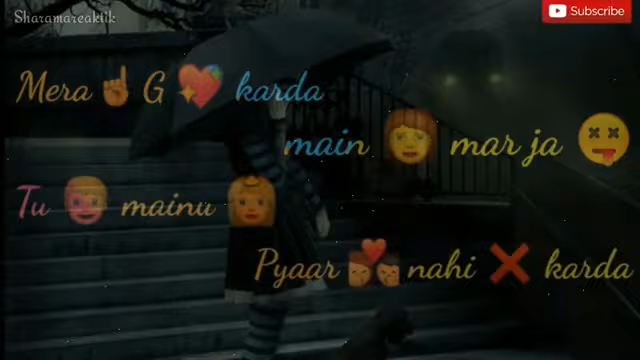 Sharamareaktik
Subscribe
Mera ☝ G 💖 karda
main 👩 mar ja 😵
Tu 👨 mainu 👩
Pyaar 💏 nahi ❌ karda